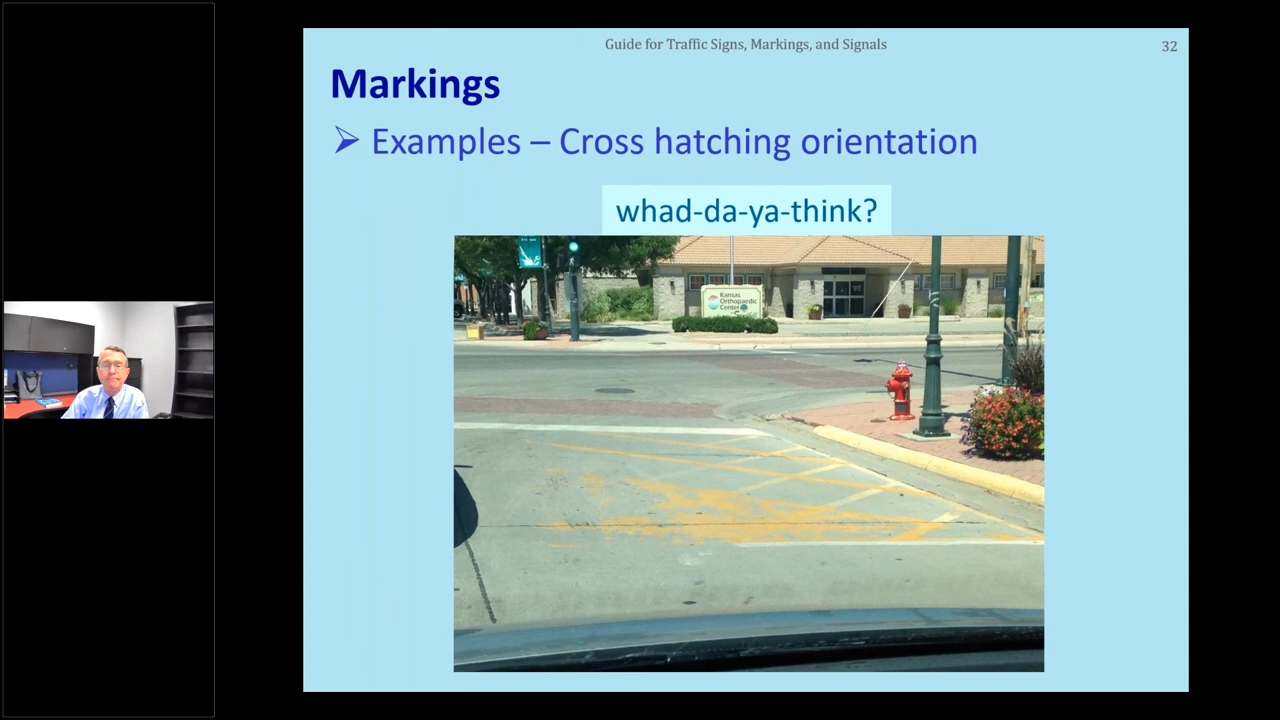 Guide for Traffic Signs, Markings, and Signals
32
Markings
Examples – Cross hatching orientation
whad-da-ya-think?
Kansas
Orthopaedic
Center